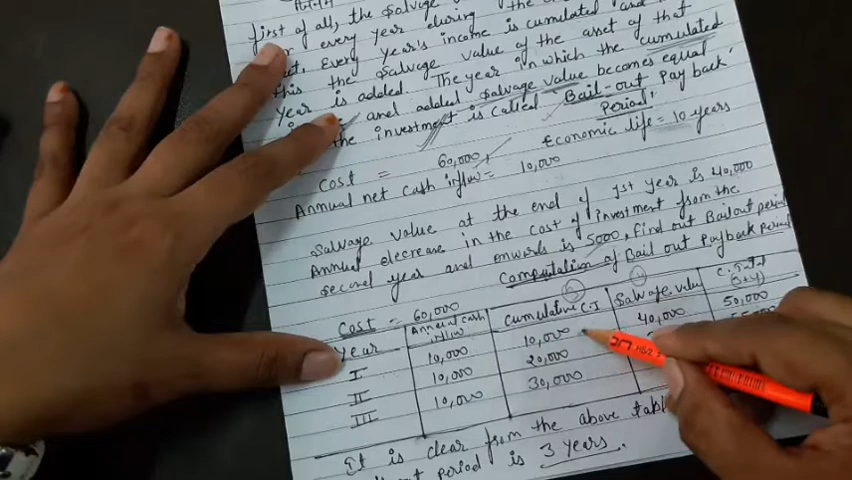 first of all, the salvage
every year during the
Every year's income is cumulated and
this the salvage value of the asset of that
year is added. The year in which the cumulated
and added salvage value becomes equal
the investment is called Bail-out Pay back
Period.
Cost = 60,000 Economic life = 10 years
Annual net cash inflow = 10,000
Salvage value at the end of 1st year is 40,000
Annual decrease in the cost of investment from the
second year and onwords is 5000, find out Bailout period
Computation of Bail out Payback Period
Cost = 60,000
Year Annual cash inflow Cumulative C.I Salvage value
(x+y)
I 10,000 10,000 40,000 50,000
II 10,000 20,000
III 10,000 30,000
It is clear from the above
period is 3 years.